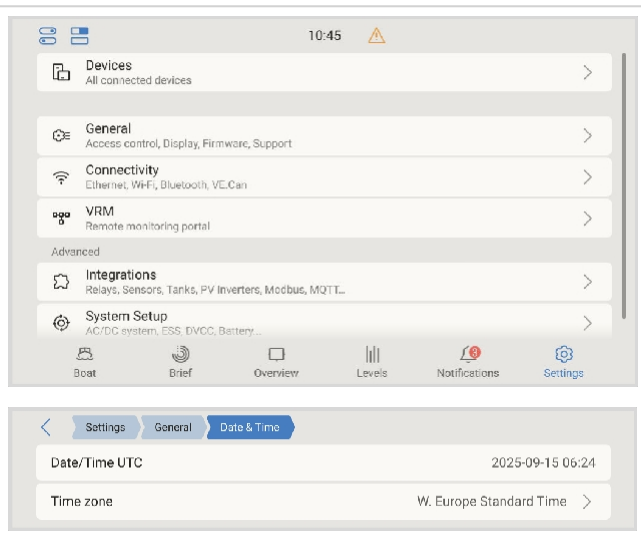 10:45
Devices
All connected devices
General
Access control, Display, Firmware, Support
Connectivity
Ethernet, Wi-Fi, Bluetooth, VE.Can
VRM
Remote monitoring portal
Advanced
Integrations
Relays, Sensors, Tanks, PV Inverters, Modbus, MQTT...
System Setup
AC/DC system, ESS, DVCC, Battery...
Boat Brief Overview Levels Notifications Settings
Settings General Date & Time
Date/Time UTC 2025-09-15 06:24
Time zone W. Europe Standard Time